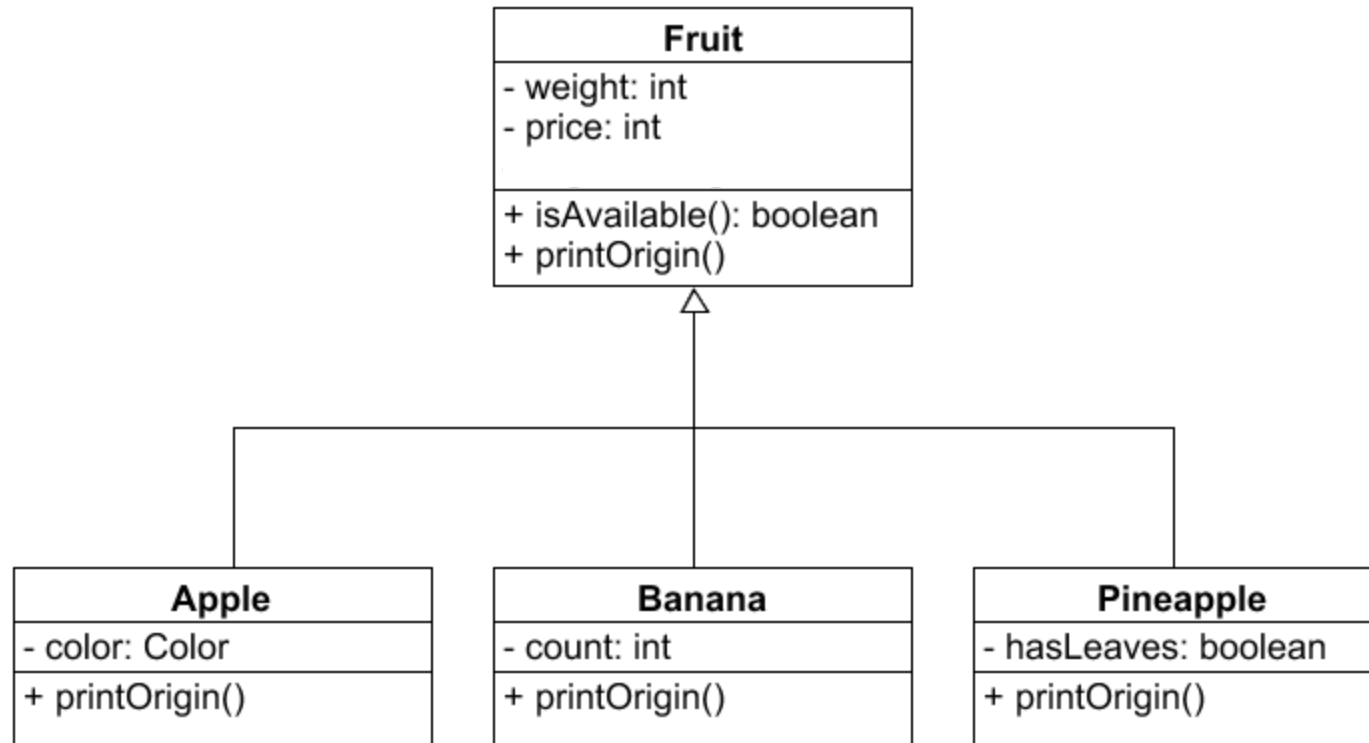 Fruit
- weight: int
- price: int
+ isAvailable(): boolean
+ printOrigin()
Apple
- color: Color
+ printOrigin()
Banana
- count: int
+ printOrigin()
Pineapple
- hasLeaves: boolean
+ printOrigin()